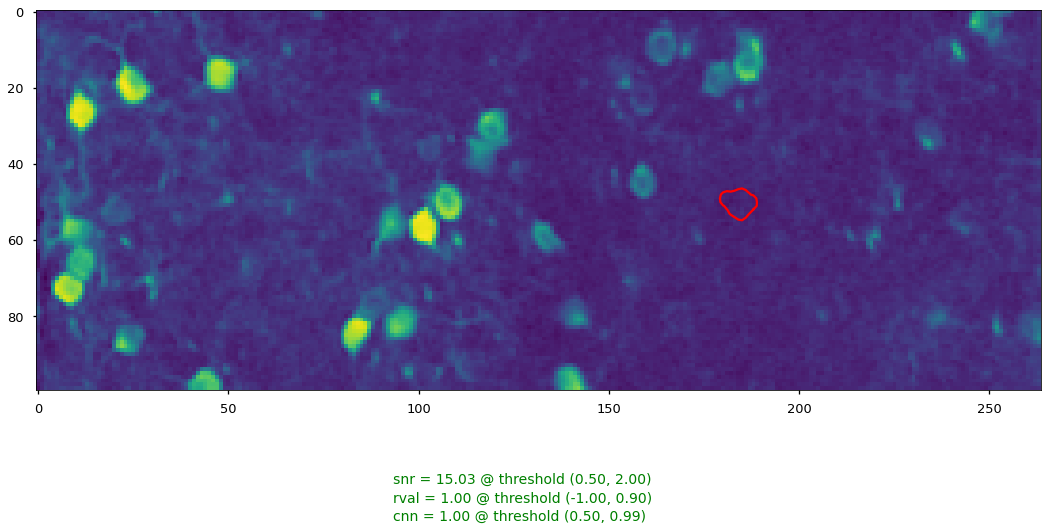 0
20
40
60
80
0 50 100 150 200 250
snr = 15.03 @ threshold (0.50, 2.00)
rval = 1.00 @ threshold (-1.00, 0.90)
cnn = 1.00 @ threshold (0.50, 0.99)